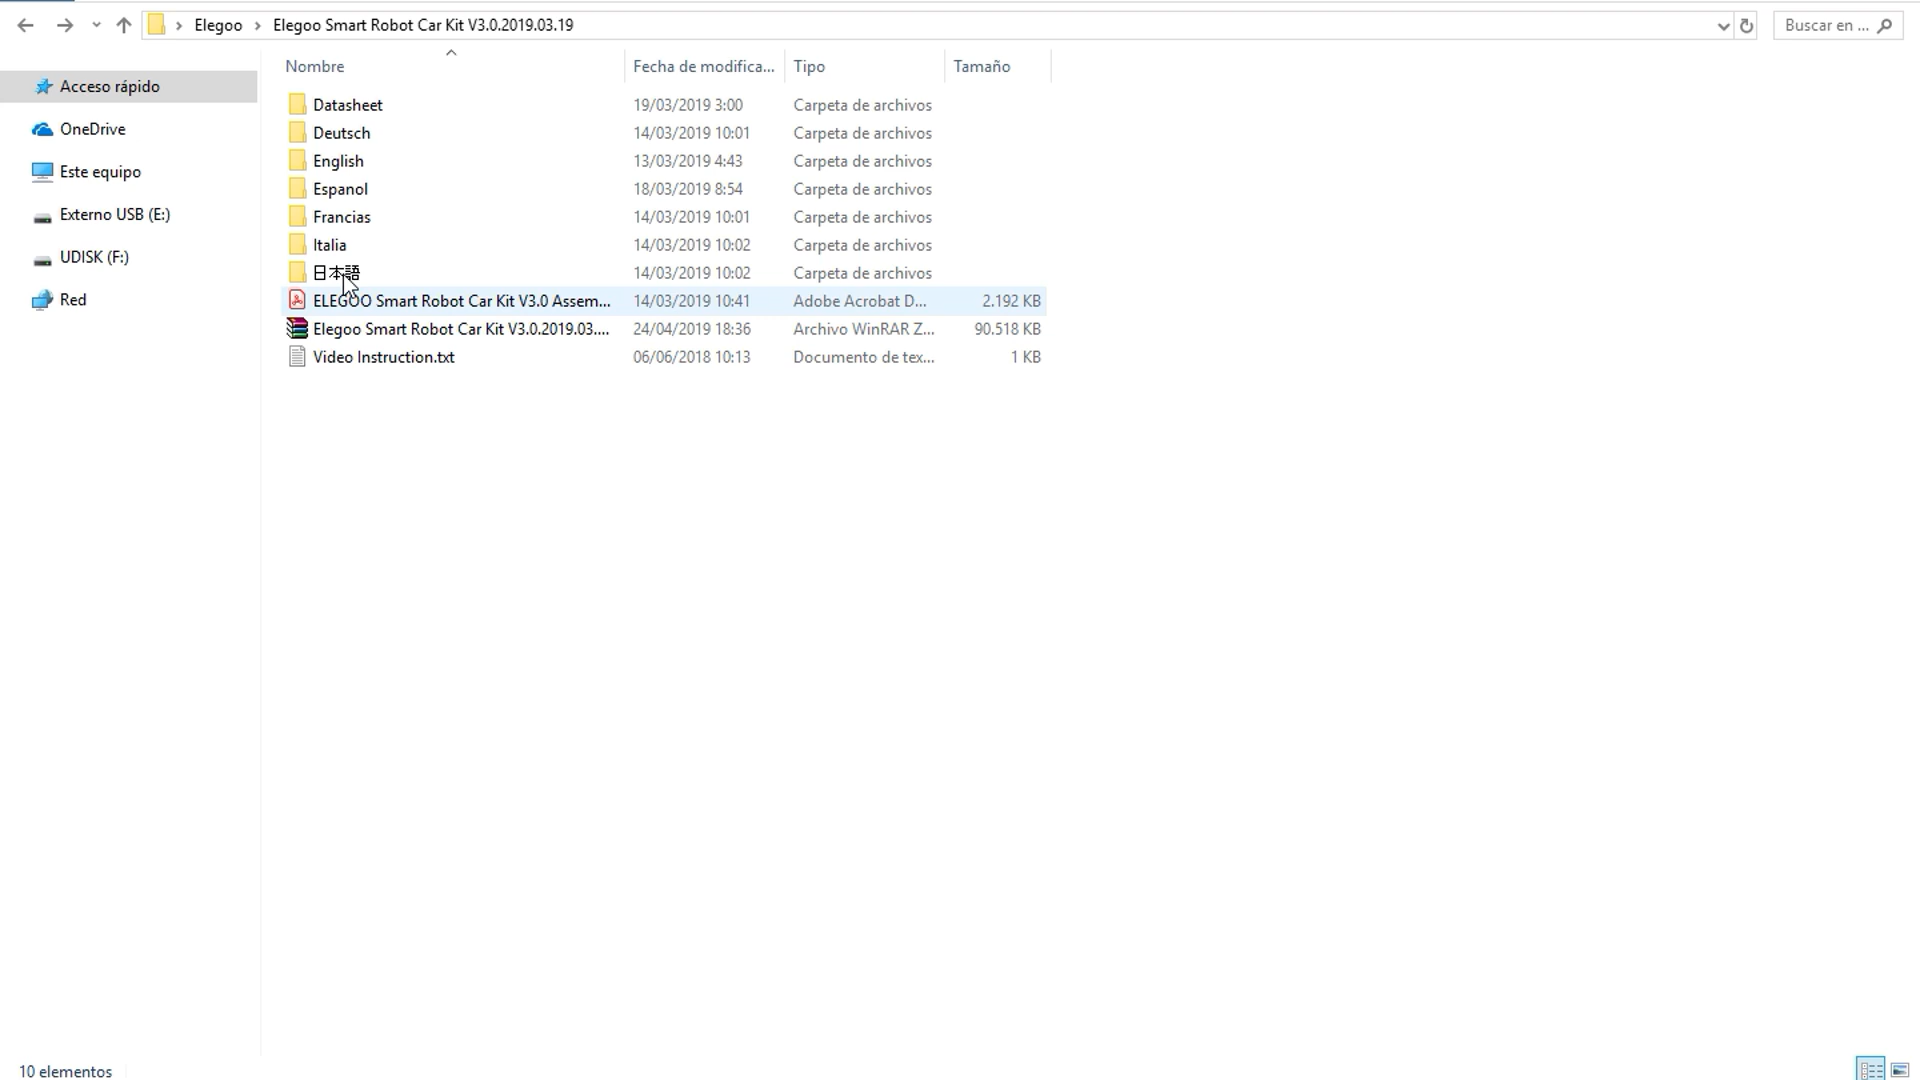 Elegoo > Elegoo Smart Robot Car Kit V3.0.2019.03.19
Buscar en ...
Acceso rápido
OneDrive
Este equipo
Externo USB (E:)
UDISK (F:)
Red
Nombre Fecha de modifica... Tipo Tamaño
Datasheet 19/03/2019 3:00 Carpeta de archivos
Deutsch 14/03/2019 10:01 Carpeta de archivos
English 13/03/2019 4:43 Carpeta de archivos
Espanol 18/03/2019 8:54 Carpeta de archivos
Francias 14/03/2019 10:01 Carpeta de archivos
Italia 14/03/2019 10:02 Carpeta de archivos
日本語 14/03/2019 10:02 Carpeta de archivos
ELEGOO Smart Robot Car Kit V3.0 Assem... 14/03/2019 10:41 Adobe Acrobat D... 2.192 KB
Elegoo Smart Robot Car Kit V3.0.2019.03.... 24/04/2019 18:36 Archivo WinRAR Z... 90.518 KB
Video Instruction.txt 06/06/2018 10:13 Documento de tex... 1 KB
10 elementos